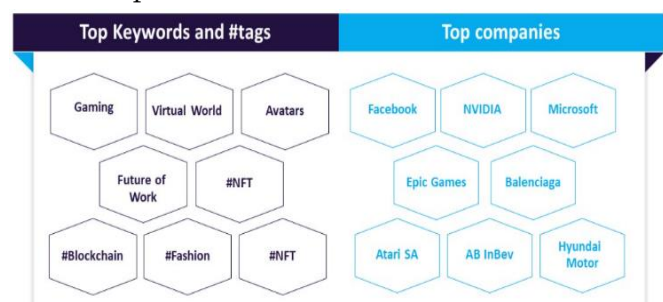 Top Keywords and #tags
Top companies
Gaming
Virtual World
Avatars
Future of
Work
#NFT
#Blockchain
#Fashion
#NFT
Facebook
NVIDIA
Microsoft
Epic Games
Balenciaga
Atari SA
AB InBev
Hyundai
Motor